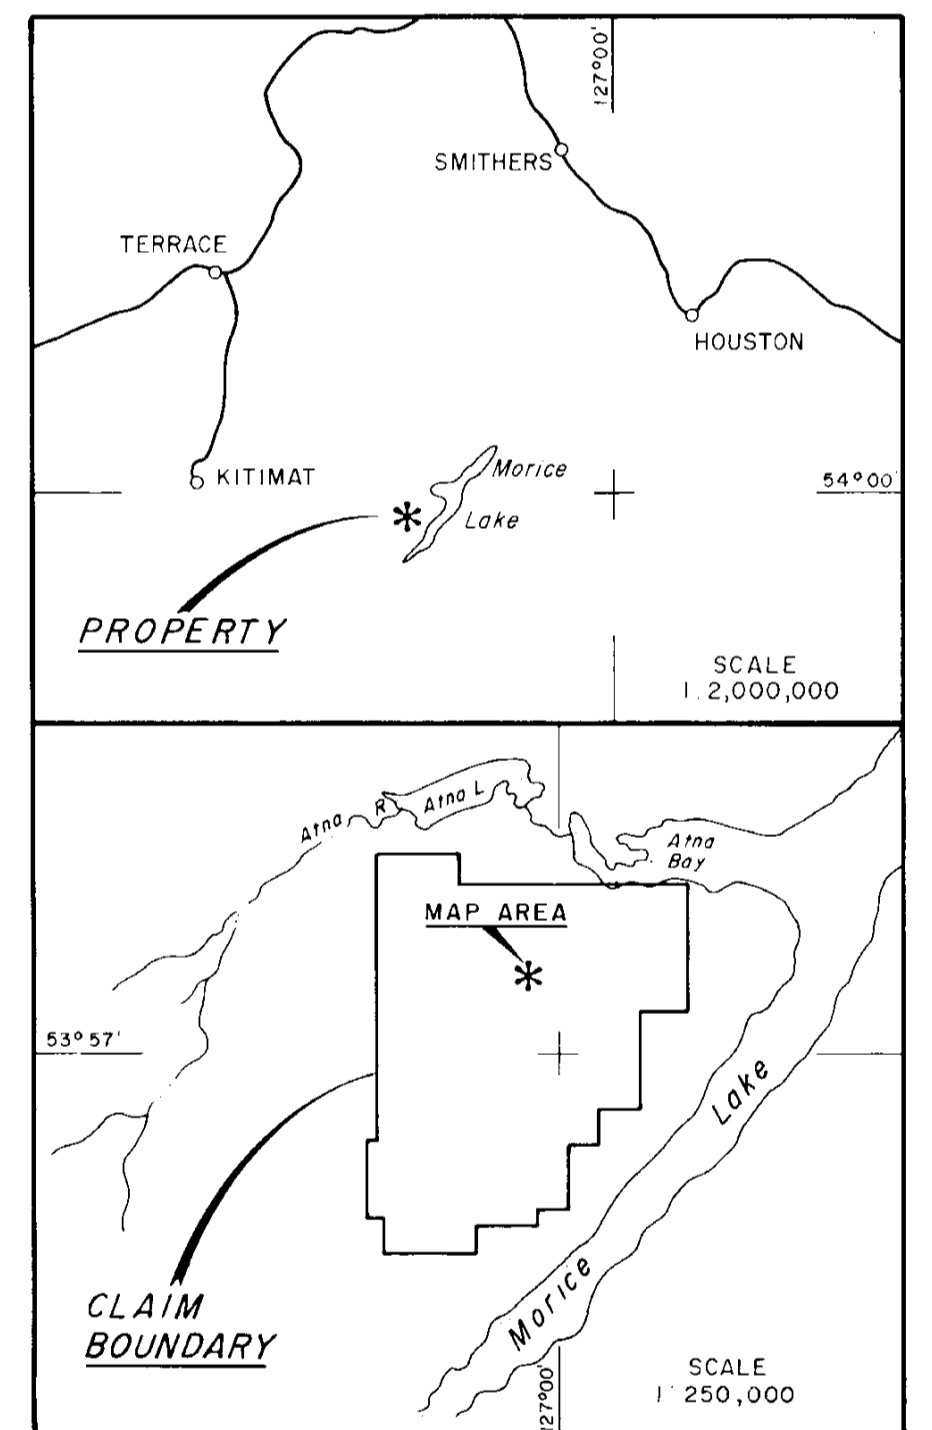 127°00'
SMITHERS
TERRACE
HOUSTON
KITIMAT
Morice
Lake
54°00'
PROPERTY
SCALE
1:2,000,000
Atna R
Atna L
Atna
Bay
MAP AREA
53°57'
Morice Lake
CLAIM
BOUNDARY
127°00'
SCALE
1:250,000